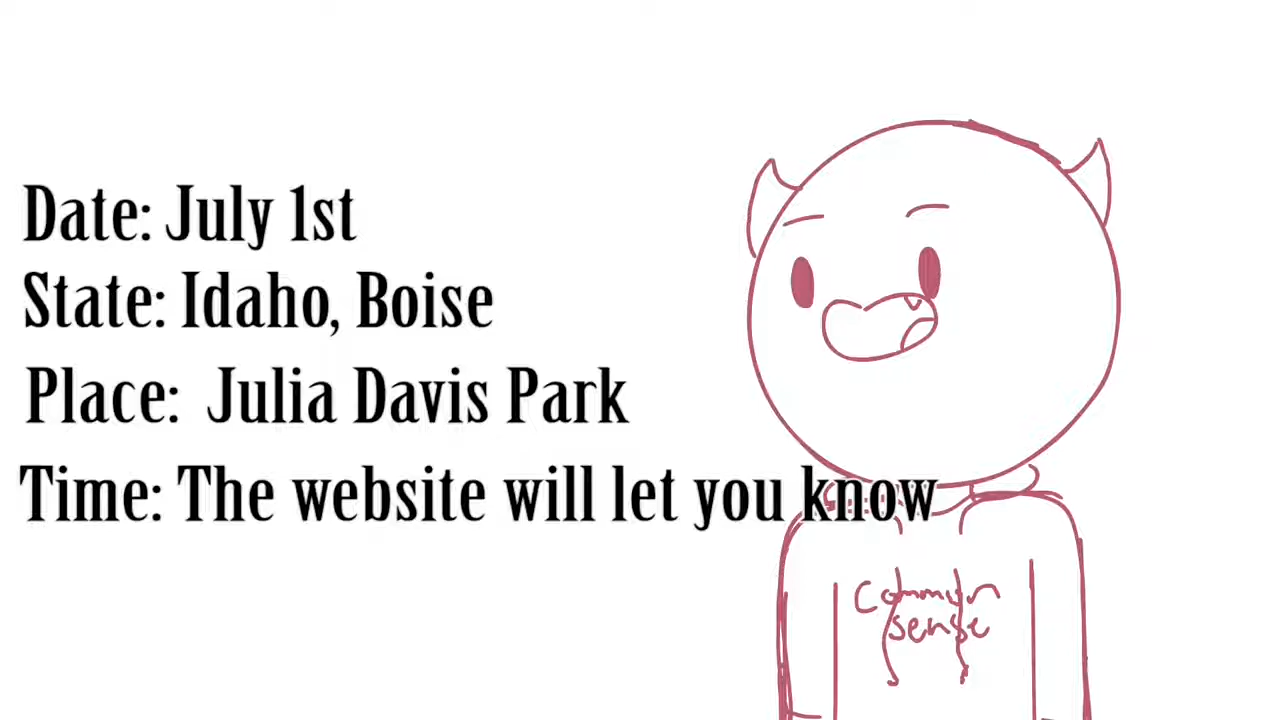 Date: July 1st
State: Idaho, Boise
Place: Julia Davis Park
Time: The website will let you know
Common
sense